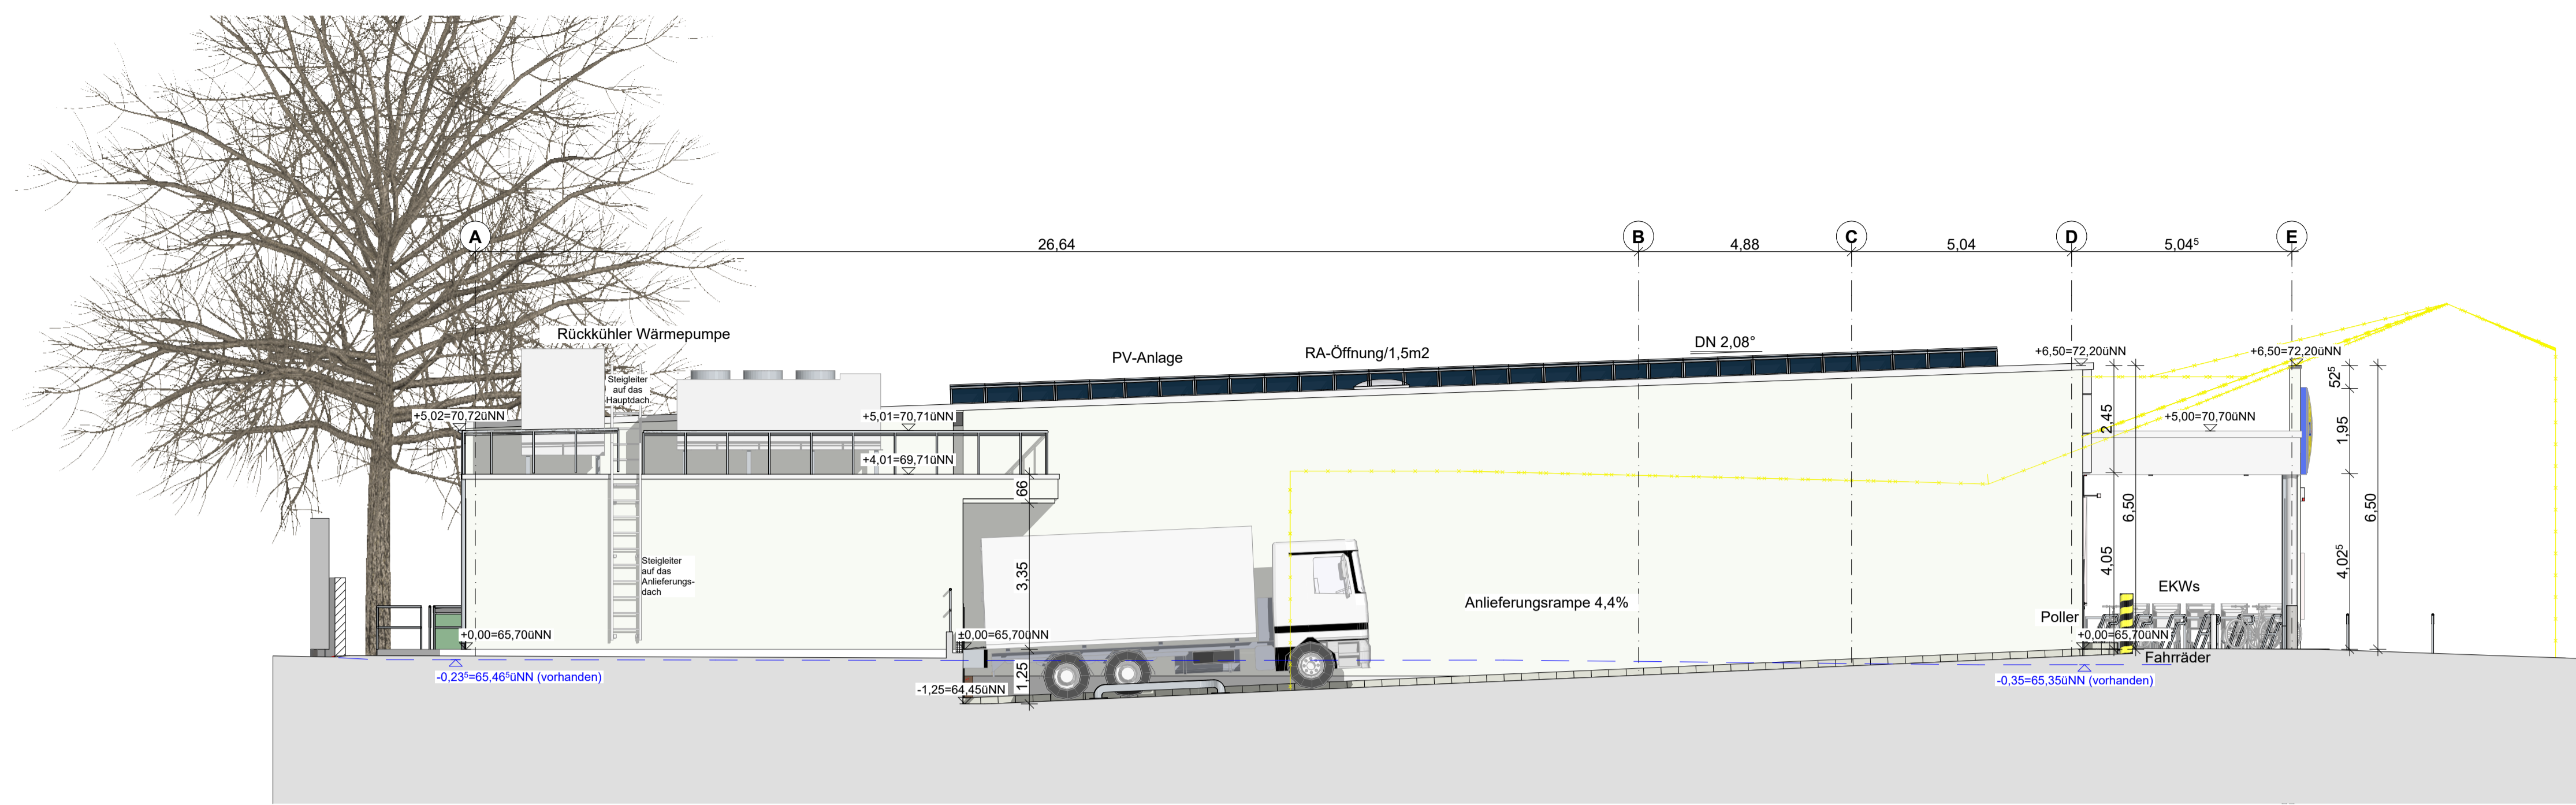 A
B
C
D
E
26,64
4,88
5,04
5,04⁵
Rückkühler Wärmepumpe
PV-Anlage
RA-Öffnung/1,5m2
DN 2,08°
+6,50=72,20üNN
+6,50=72,20üNN
Steigleiter
auf das
Hauptdach.
+5,02=70,72üNN
+5,01=70,71üNN
+4,01=69,71üNN
+5,00=70,70üNN
52⁵
1,95
2,45
6,50
6,50
4,05
4,02⁵
66
3,35
1,25
Steigleiter
auf das
Anlieferungs-
dach
Anlieferungsrampe 4,4%
EKWs
Poller
+0,00=65,70üNN
±0,00=65,70üNN
+0,00=65,70üNN
Fahrräder
-0,23⁵=65,46⁵üNN (vorhanden)
-1,25=64,45üNN
-0,35=65,35üNN (vorhanden)